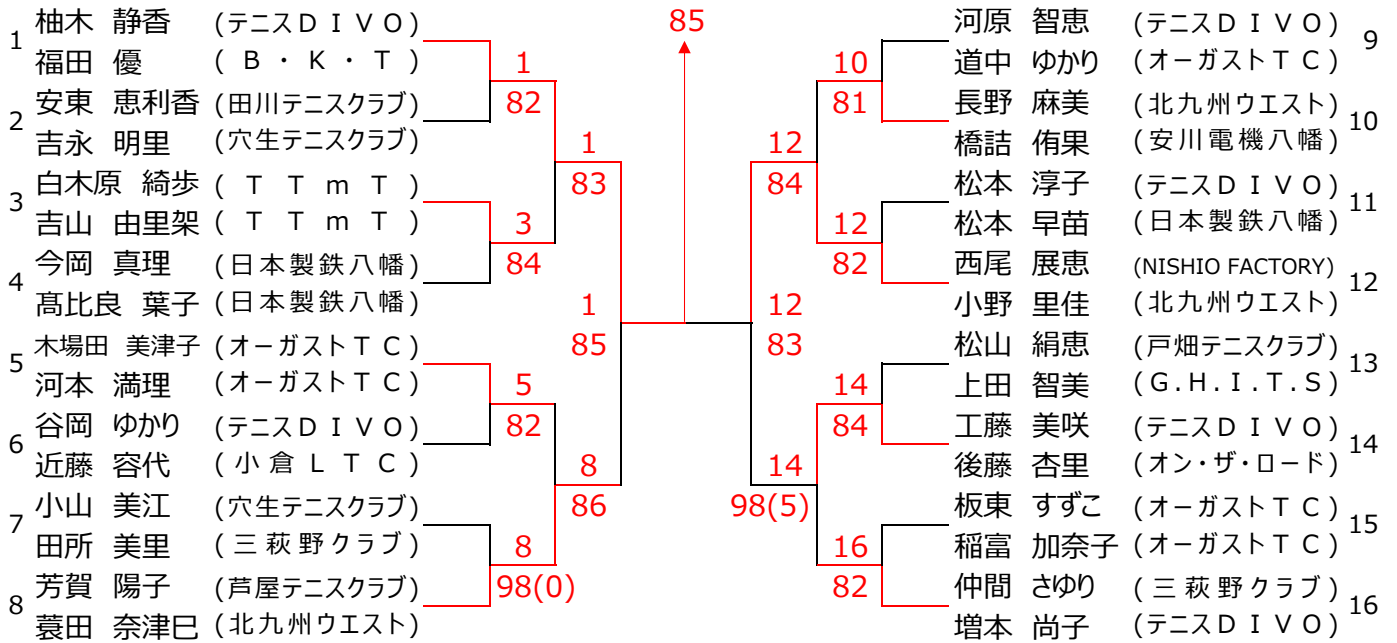 85
1
柚木 静香 (テニスＤＩＶＯ)
福田 優 (Ｂ・Ｋ・Ｔ)
2
安東 恵利香 (田川テニスクラブ)
吉永 明里 (穴生テニスクラブ)
3
白木原 綺歩 (ＴＴｍＴ)
吉山 由里架 (ＴＴｍＴ)
4
今岡 真理 (日本製鉄八幡)
髙比良 葉子 (日本製鉄八幡)
5
木場田 美津子 (オーガストＴＣ)
河本 満理 (オーガストＴＣ)
6
谷岡 ゆかり (テニスＤＩＶＯ)
近藤 容代 (小倉ＬＴＣ)
7
小山 美江 (穴生テニスクラブ)
田所 美里 (三萩野クラブ)
8
芳賀 陽子 (芦屋テニスクラブ)
蓑田 奈津巳 (北九州ウエスト)
1
82
3
84
5
82
8
98(0)
1
83
8
86
1
85
12
83
12
84
14
98(5)
10
81
12
82
14
84
16
82
河原 智恵 (テニスＤＩＶＯ)
道中 ゆかり (オーガストＴＣ)
9
長野 麻美 (北九州ウエスト)
橋詰 侑果 (安川電機八幡)
10
松本 淳子 (テニスＤＩＶＯ)
松本 早苗 (日本製鉄八幡)
11
西尾 展恵 (NISHIO FACTORY)
小野 里佳 (北九州ウエスト)
12
松山 絹恵 (戸畑テニスクラブ)
上田 智美 (Ｇ.Ｈ.Ｉ.Ｔ.Ｓ)
13
工藤 美咲 (テニスＤＩＶＯ)
後藤 杏里 (オン・ザ・ロード)
14
板東 すずこ (オーガストＴＣ)
稲富 加奈子 (オーガストＴＣ)
15
仲間 さゆり (三萩野クラブ)
増本 尚子 (テニスＤＩＶＯ)
16